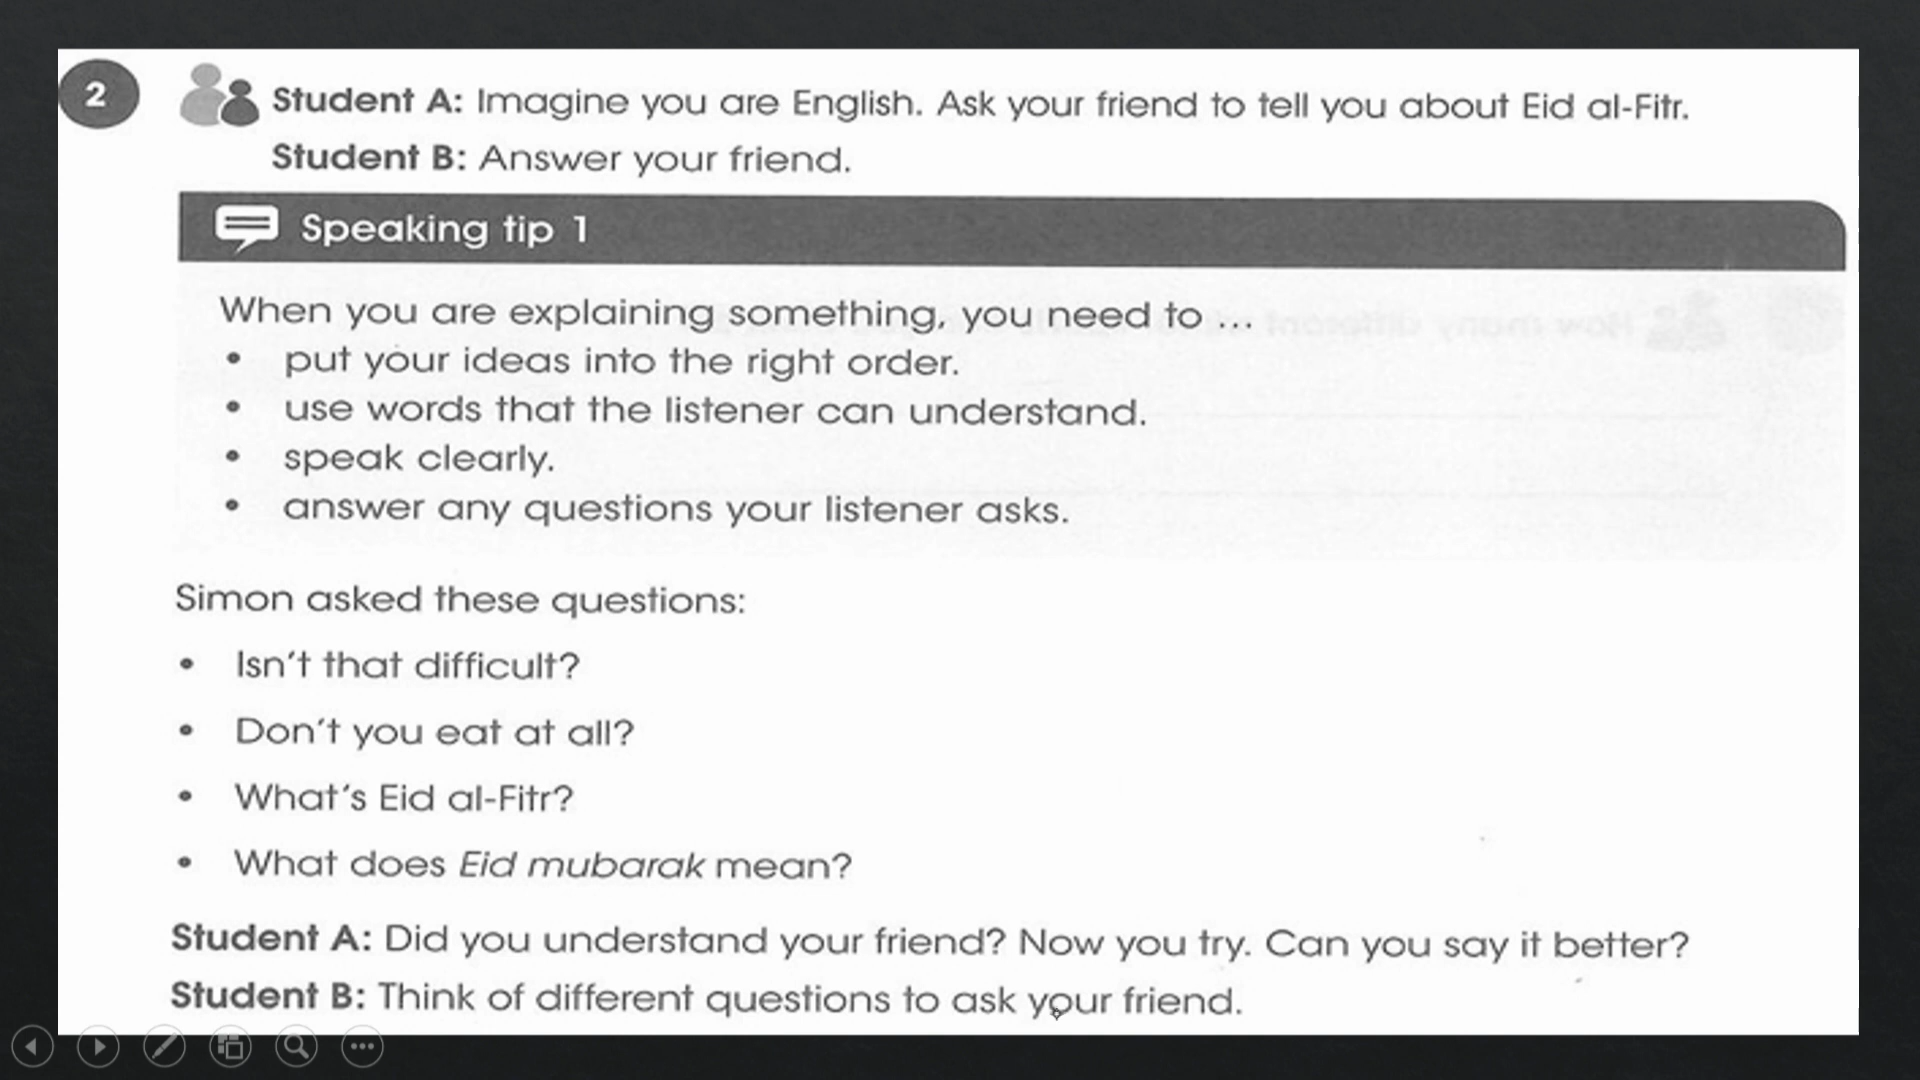 2
Student A: Imagine you are English. Ask your friend to tell you about Eid al-Fitr.
Student B: Answer your friend.
Speaking tip 1
When you are explaining something, you need to ...
• put your ideas into the right order.
• use words that the listener can understand.
• speak clearly.
• answer any questions your listener asks.
Simon asked these questions:
• Isn't that difficult?
• Don't you eat at all?
• What's Eid al-Fitr?
• What does Eid mubarak mean?
Student A: Did you understand your friend? Now you try. Can you say it better?
Student B: Think of different questions to ask your friend.